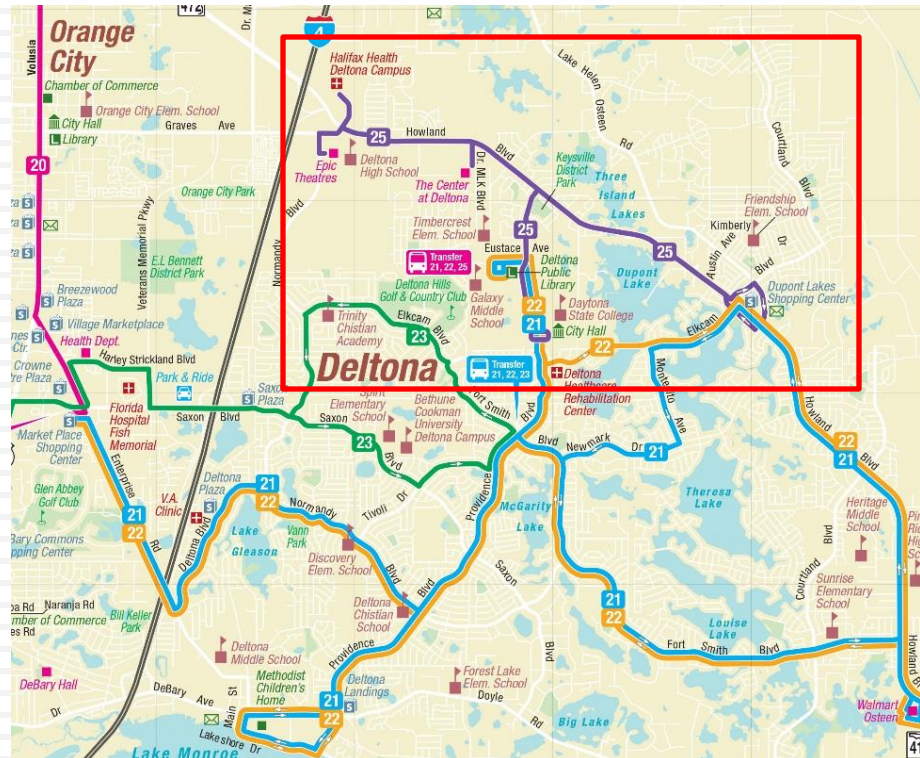 472
Dr. M
Orange
City
4
Volusia
Halifax Health
Deltona Campus
Lake Helen
Osteen
Rd
Chamber of Commerce
Orange City Elem. School
City Hall
Library
Graves Ave
25
Howland
Blvd
Courtland
Blvd
20
Epic
Theatres
Deltona
High School
Dr. MLK Blvd
The Center
at Deltona
Keysville
District
Park
Three
Island
Lakes
Friendship
Elem. School
Orange City Park
Veterans Memorial Pkwy
Normandy
Blvd
Timbercrest
Elem. School
25
25
Kimberly
Dr
Austin Ave
Eustace Ave
E.L Bennett
District Park
Transfer
21, 22, 25
Deltona
Public
Library
Dupont
Lake
Blvd
Dupont Lakes
Shopping Center
Breezewood
Plaza
Deltona Hills
Golf & Country Club
Galaxy
Middle
School
22
21
Daytona
State College
City Hall
Village Marketplace
Trinity
Chistian
Academy
Elkcam
Blvd
23
Elkcam
22
Health Dept.
Harley Strickland Blvd
Deltona
Transfer
21, 22, 23
Deltona
Healthcare
Rehabilitation
Center
Crowne
Park & Ride
Saxon
Plaza
Fort Smith
Blvd
Ave
Howland
Market Place
Shopping
Center
Florida
Hospital
Fish
Memorial
Saxon Blvd
Spirit
Elementary
School
Bethune
Cookman
University
Deltona Campus
Saxon
23
Blvd
Blvd
Newmark
Dr
21
22
21
Blvd
Enterprise
Rd
Glen Abbey
Golf Club
V.A.
Clinic
Deltona
Plaza
Deltona Blvd
21
22
Normandy
Tivoli Dr
Providence
McGarity
Lake
Theresa
Lake
Heritage
Middle
School
21
22
Lake
Gleason
Vann
Park
Discovery
Elem. School
Blvd
Blvd
Saxon
Courtland
Blvd
Sunrise
Elementary
School
Naranja Rd
Bill Keller
Park
Deltona
Chistian
School
21
22
Louise
Lake
Fort Smith Blvd
Howland
Deltona
Middle School
Providence
Blvd
DeBary Hall
DeBary Ave
Main St
Methodist
Children's
Home
Deltona
Landings
21
22
Forest Lake
Elem. School
Doyle
Rd
Walmart
Osteen
Dr
Lakeshore Dr
Lake Monroe
Big Lake